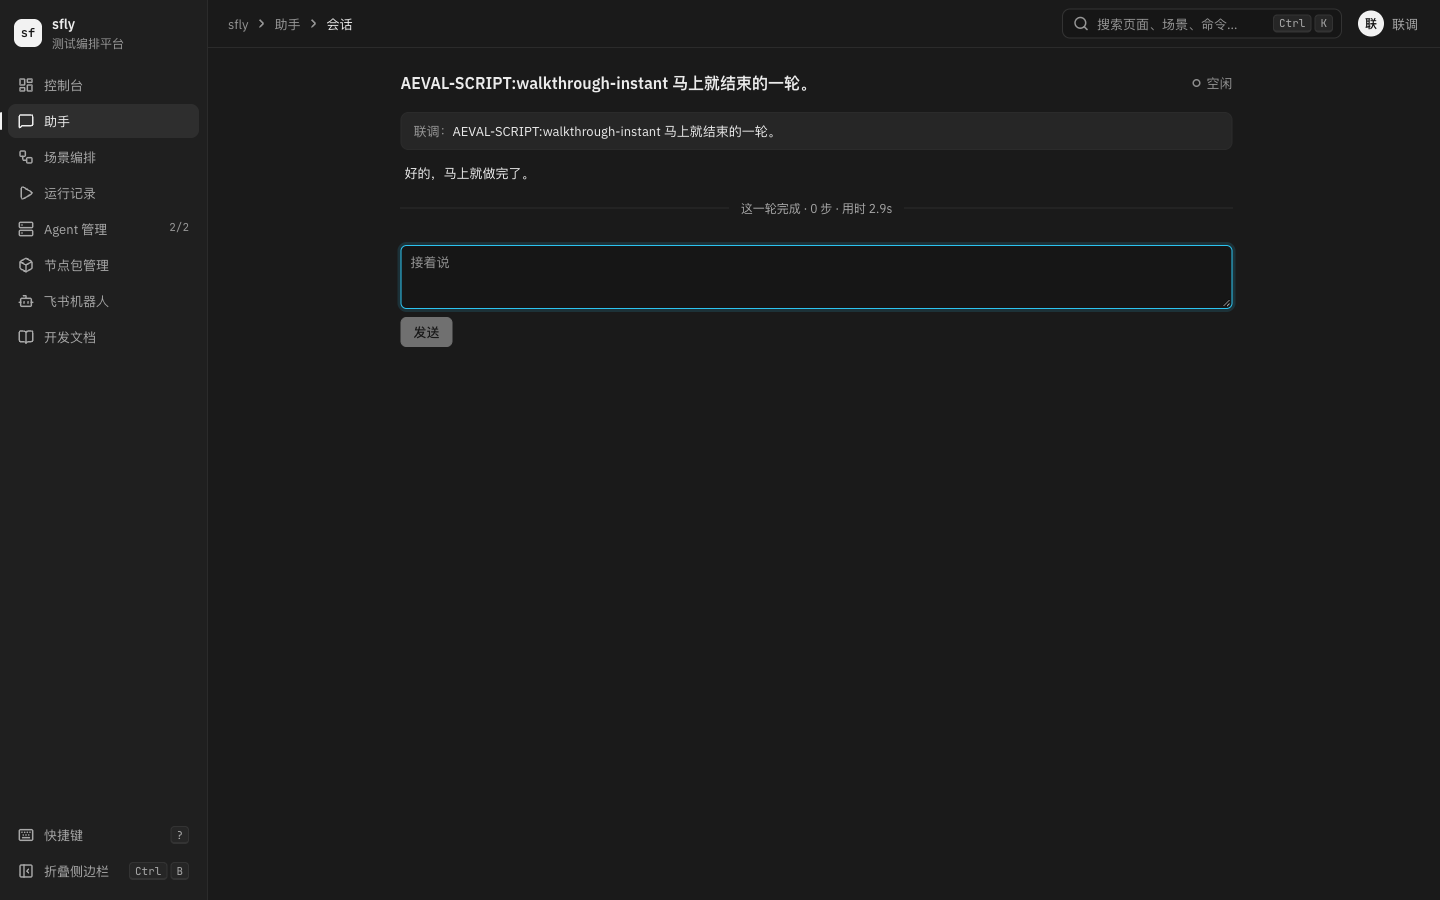 sf
sfly
测试编排平台
控制台
助手
场景编排
运行记录
Agent 管理 2/2
节点包管理
飞书机器人
开发文档
快捷键 ?
折叠侧边栏 Ctrl B
sfly > 助手 > 会话
搜索页面、场景、命令... Ctrl K
联 联调
AEVAL-SCRIPT:walkthrough-instant 马上就结束的一轮。
空闲
联调：AEVAL-SCRIPT:walkthrough-instant 马上就结束的一轮。
好的，马上就做完了。
这一轮完成 · 0 步 · 用时 2.9s
接着说
发送